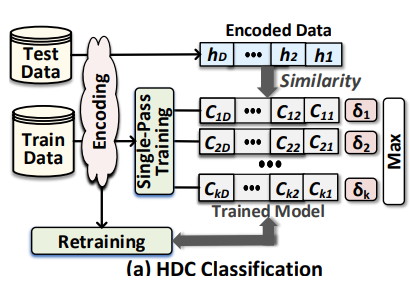 Test
Data
Encoded Data
h_D ••• h_2 h_1
Similarity
Encoding
Train
Data
Single-Pass
Training
C_1D ••• C_12 C_11 δ_1
C_2D ••• C_22 C_21 δ_2
•••
C_kD ••• C_k2 C_k1 δ_k
Max
Trained Model
Retraining
(a) HDC Classification